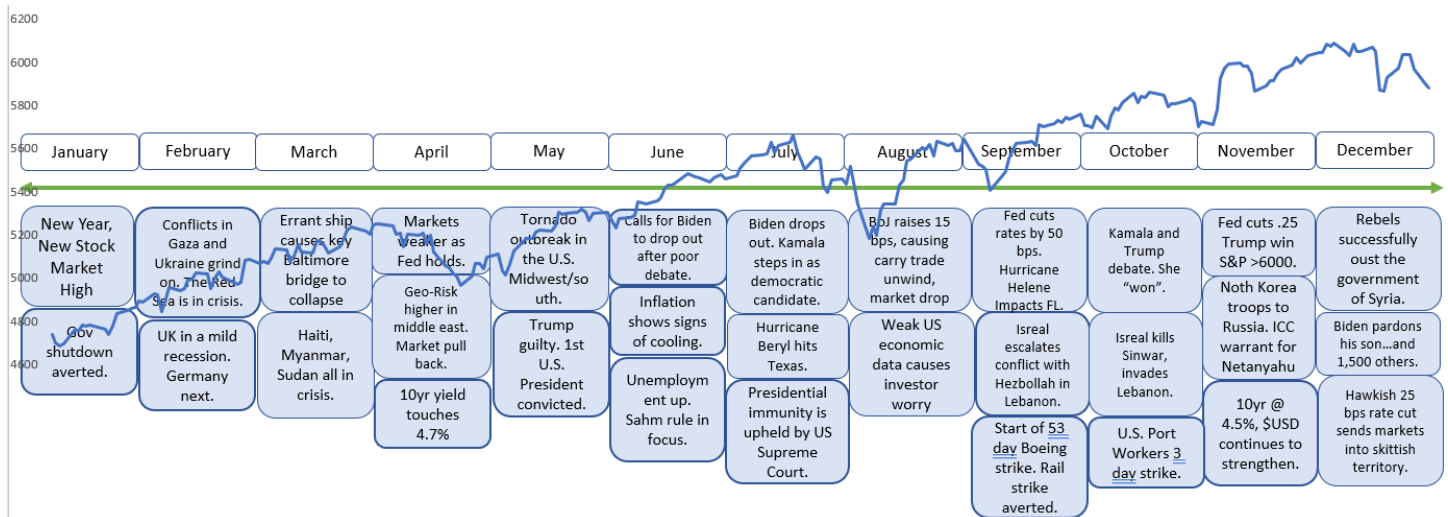 6200
6000
5800
5600
5400
5200
5000
4800
4600
January
February
March
April
May
June
July
August
September
October
November
December
New Year,
New Stock
Market
High
Gov
shutdown
averted.
Conflicts in
Gaza and
Ukraine grind
on. The Red
Sea is in crisis.
UK in a mild
recession.
Germany
next.
Errant ship
causes key
Baltimore
bridge to
collapse
Haiti,
Myanmar,
Sudan all in
crisis.
Markets
weaker as
Fed holds.
Geo-Risk
higher in
middle east.
Market pull
back.
10yr yield
touches
4.7%
Tornado
outbreak in
the U.S.
Midwest/so
uth.
Trump
guilty. 1st
U.S.
President
convicted.
Calls for Biden
to drop out
after poor
debate.
Inflation
shows signs
of cooling.
Unemploym
ent up.
Sahm rule in
focus.
Biden drops
out. Kamala
steps in as
democratic
candidate.
Hurricane
Beryl hits
Texas.
Presidential
immunity is
upheld by US
Supreme
Court.
BoJ raises 15
bps, causing
carry trade
unwind,
market drop
Weak US
economic
data causes
investor
worry
Fed cuts
rates by 50
bps.
Hurricane
Helene
Impacts FL.
Isreal
escalates
conflict with
Hezbollah in
Lebanon.
Start of 53
day Boeing
strike. Rail
strike
averted.
Kamala and
Trump
debate. She
“won”.
Isreal kills
Sinwar,
invades
Lebanon.
U.S. Port
Workers 3
day strike.
Fed cuts .25
Trump win
S&P >6000.
Noth Korea
troops to
Russia. ICC
warrant for
Netanyahu
10yr @
4.5%, $USD
continues to
strengthen.
Rebels
successfully
oust the
government
of Syria.
Biden pardons
his son…and
1,500 others.
Hawkish 25
bps rate cut
sends markets
into skittish
territory.